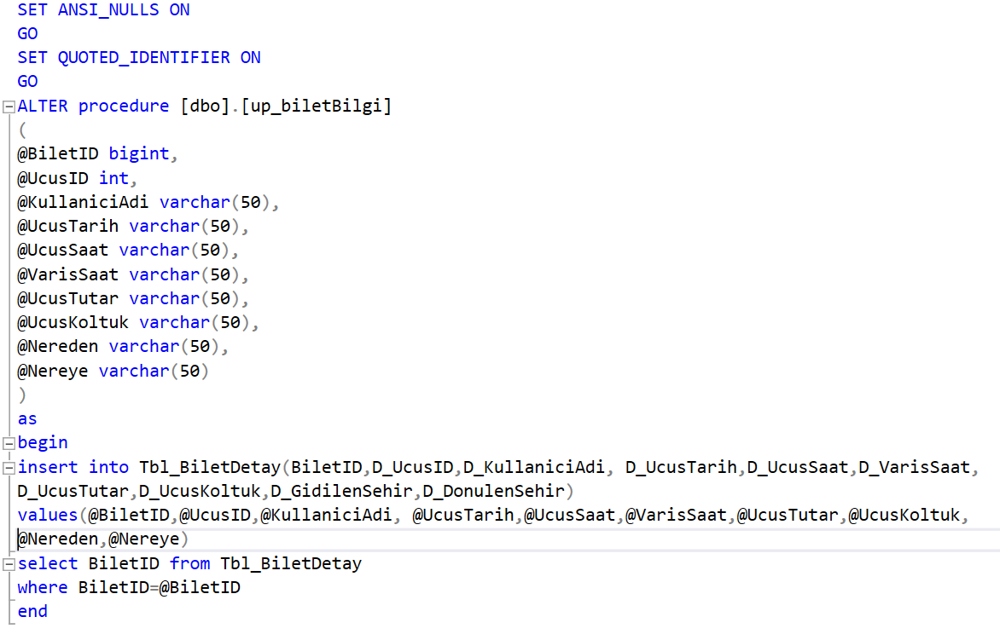 SET ANSI_NULLS ON
GO
SET QUOTED_IDENTIFIER ON
GO
ALTER procedure [dbo].[up_biletBilgi]
(
@BiletID bigint,
@UcusID int,
@KullaniciAdi varchar(50),
@UcusTarih varchar(50),
@UcusSaat varchar(50),
@VarisSaat varchar(50),
@UcusTutar varchar(50),
@UcusKoltuk varchar(50),
@Nereden varchar(50),
@Nereye varchar(50)
)
as
begin
insert into Tbl_BiletDetay(BiletID,D_UcusID,D_KullaniciAdi, D_UcusTarih,D_UcusSaat,D_VarisSaat,
D_UcusTutar,D_UcusKoltuk,D_GidilenSehir,D_DonulenSehir)
values(@BiletID,@UcusID,@KullaniciAdi, @UcusTarih,@UcusSaat,@VarisSaat,@UcusTutar,@UcusKoltuk,
@Nereden,@Nereye)
select BiletID from Tbl_BiletDetay
where BiletID=@BiletID
end